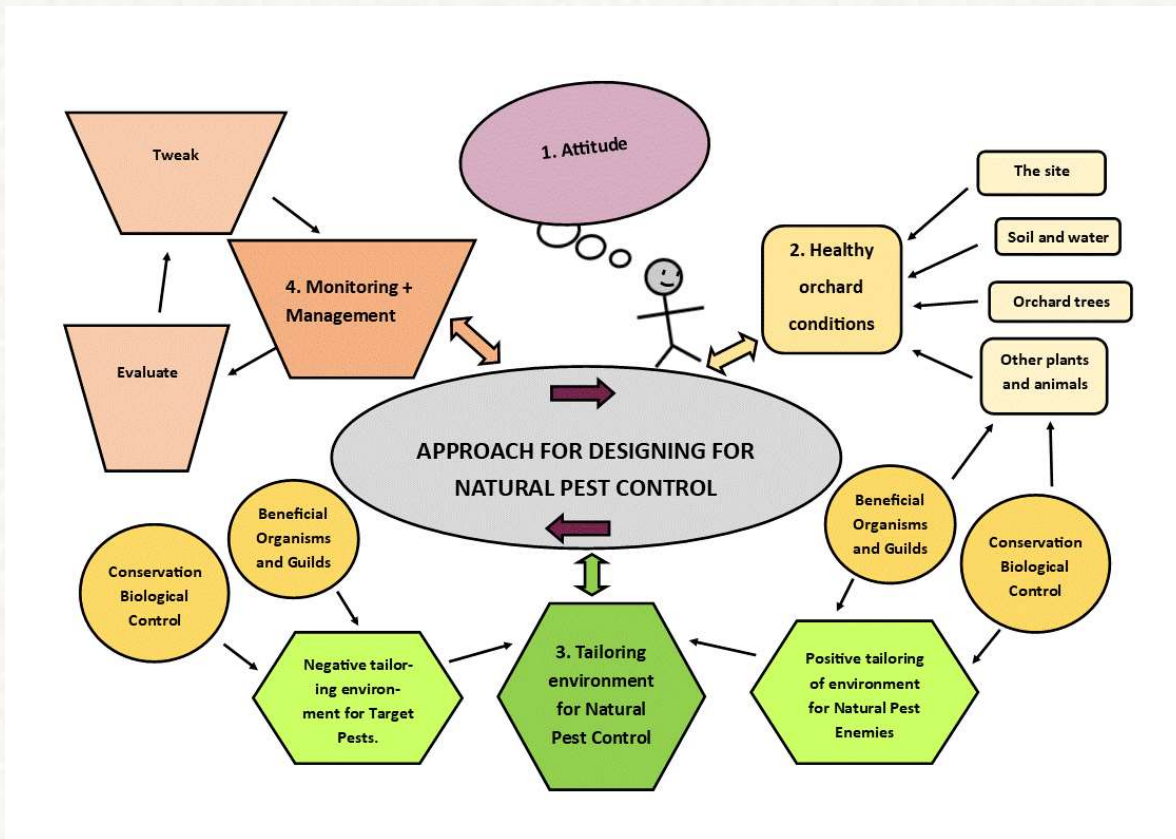 1. Attitude
Tweak
4. Monitoring +
Management
Evaluate
2. Healthy
orchard
conditions
The site
Soil and water
Orchard trees
Other plants
and animals
APPROACH FOR DESIGNING FOR
NATURAL PEST CONTROL
Beneficial
Organisms
and Guilds
Conservation
Biological
Control
Negative tailor-
ing environ-
ment for Target
Pests.
3. Tailoring
environment
for Natural
Pest Control
Beneficial
Organisms
and Guilds
Conservation
Biological
Control
Positive tailoring
of environment
for Natural Pest
Enemies